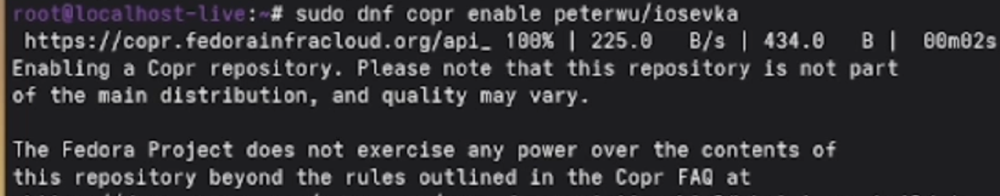 root@localhost-live:~# sudo dnf copr enable peterwu/iosevka
https://copr.fedorainfracloud.org/api_ 100% | 225.0   B/s | 434.0   B |  00m02s
Enabling a Copr repository. Please note that this repository is not part
of the main distribution, and quality may vary.

The Fedora Project does not exercise any power over the contents of
this repository beyond the rules outlined in the Copr FAQ at